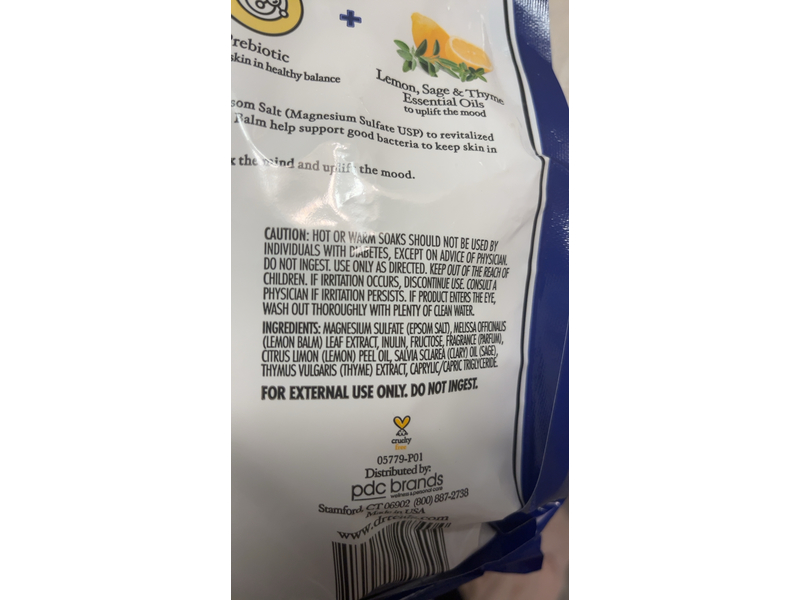 +
Prebiotic
skin in healthy balance
Lemon, Sage & Thyme
Essential Oils
to uplift the mood
som Salt (Magnesium Sulfate USP) to revitalized
Balm help support good bacteria to keep skin in
the mind and uplift the mood.
CAUTION: HOT OR WARM SOAKS SHOULD NOT BE USED BY
INDIVIDUALS WITH DIABETES, EXCEPT ON ADVICE OF PHYSICIAN.
DO NOT INGEST. USE ONLY AS DIRECTED. KEEP OUT OF THE REACH OF
CHILDREN. IF IRRITATION OCCURS, DISCONTINUE USE. CONSULT A
PHYSICIAN IF IRRITATION PERSISTS. IF PRODUCT ENTERS THE EYE,
WASH OUT THOROUGHLY WITH PLENTY OF CLEAN WATER.
INGREDIENTS: MAGNESIUM SULFATE (EPSOM SALT), MELISSA OFFICINALIS
(LEMON BALM) LEAF EXTRACT, INULIN, FRUCTOSE, FRAGRANCE (PARFUM),
CITRUS LIMON (LEMON) PEEL OIL, SALVIA SCLAREA (CLARY) OIL (SAGE),
THYMUS VULGARIS (THYME) EXTRACT, CAPRYLIC/CAPRIC TRIGLYCERIDE.
FOR EXTERNAL USE ONLY. DO NOT INGEST.
cruelty
free
05779-P01
Distributed by:
pdc brands
wellness & personal care
Stamford, CT 06902 (800) 887-2738
Made in USA